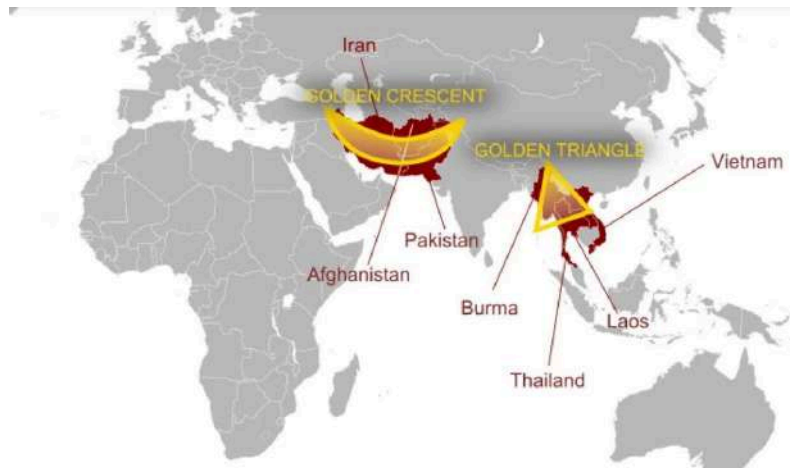 Iran
GOLDEN CRESCENT
GOLDEN TRIANGLE
Vietnam
Pakistan
Afghanistan
Burma
Laos
Thailand